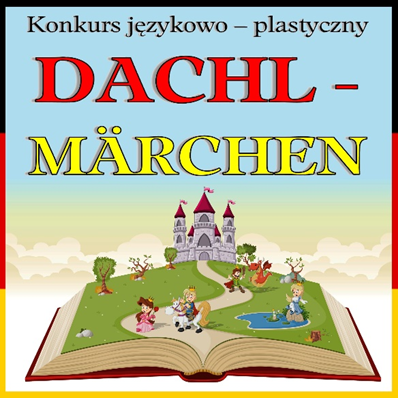 Konkurs językowo – plastyczny
DACHL -
MÄRCHEN